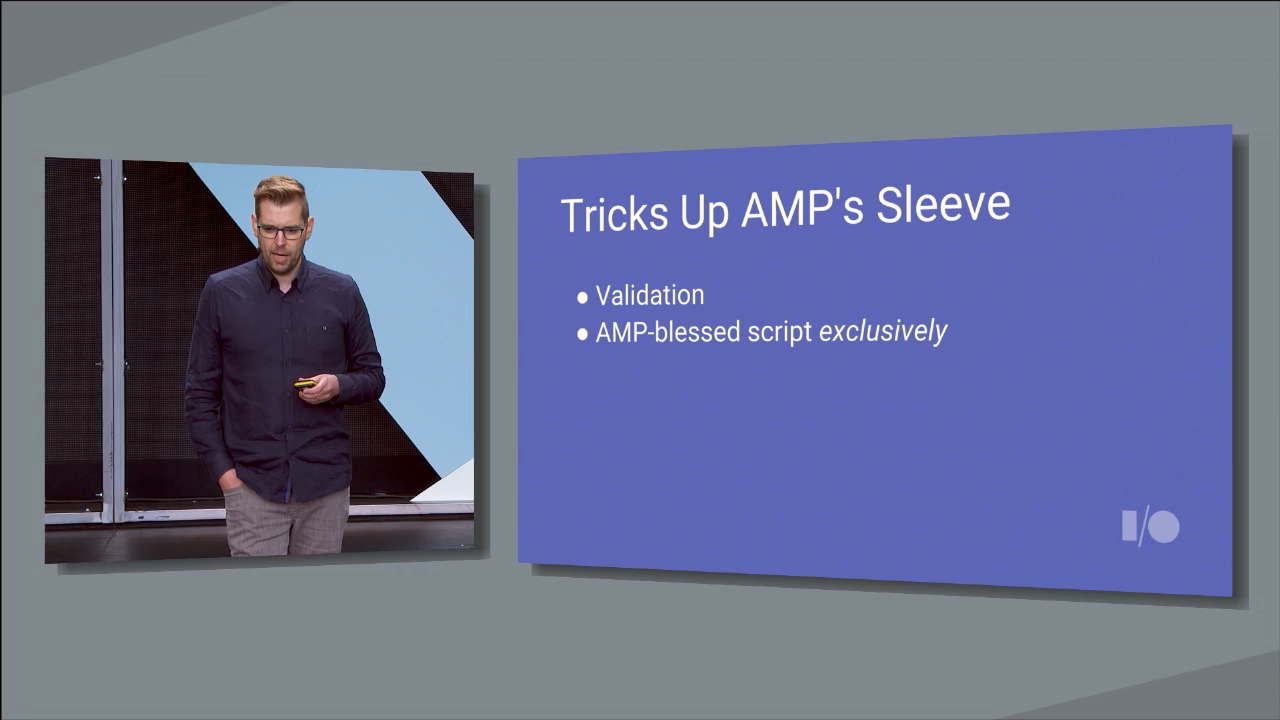 Tricks Up AMP's Sleeve
● Validation
● AMP-blessed script exclusively
I/O